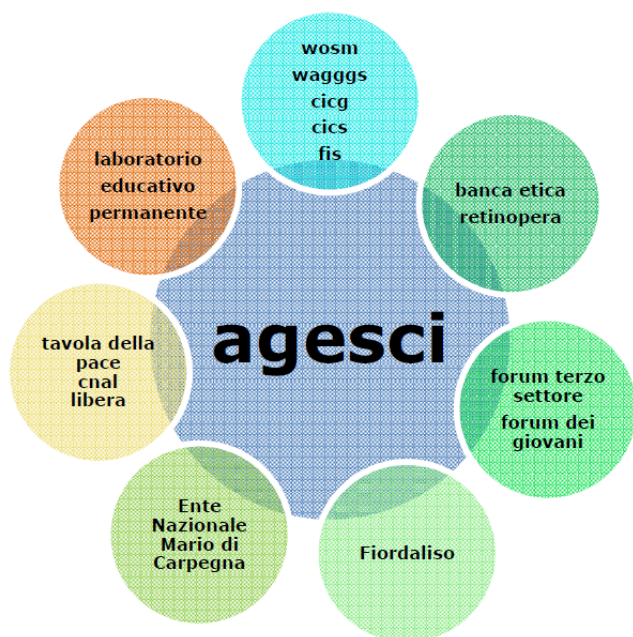 wosm
wagggs
cicg
cics
fis
banca etica
retinopera
forum terzo
settore
forum dei
giovani
Fiordaliso
Ente
Nazionale
Mario di
Carpegna
tavola della
pace
cnal
libera
laboratorio
educativo
permanente
agesci